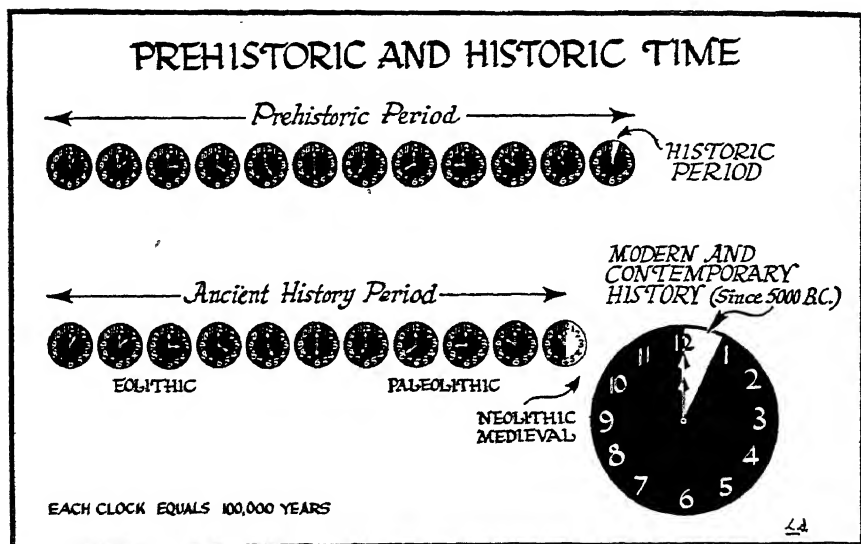 PREHISTORIC AND HISTORIC TIME
Prehistoric Period
HISTORIC
PERIOD
Ancient History Period
MODERN AND
CONTEMPORARY
HISTORY (Since 5000 B.C.)
EOLITHIC
PALEOLITHIC
NEOLITHIC
MEDIEVAL
12
11
1
10
2
9
3
8
4
7
5
6
EACH CLOCK EQUALS 100,000 YEARS